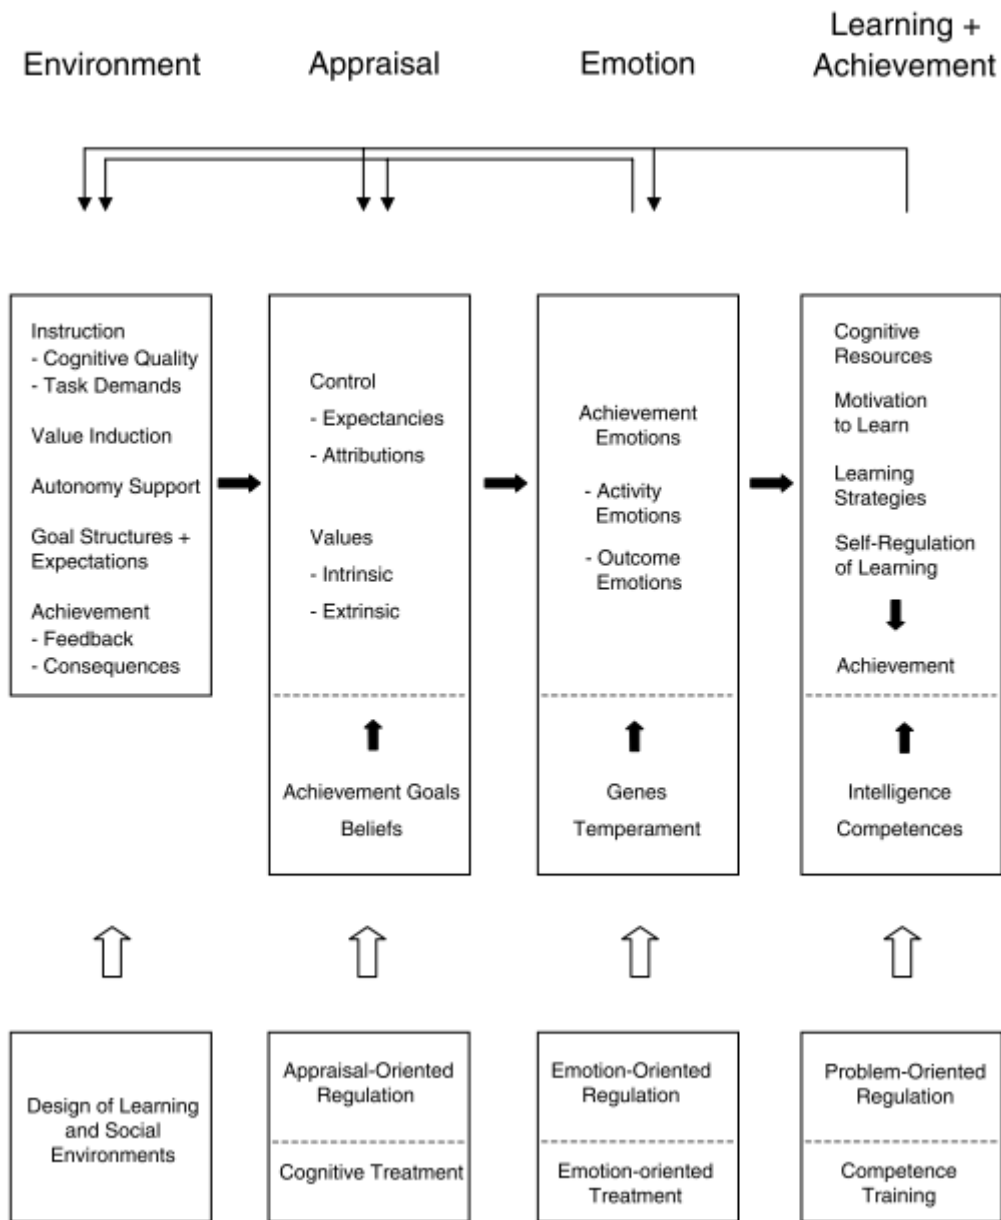 Environment
Appraisal
Emotion
Learning +
Achievement
Instruction
- Cognitive Quality
- Task Demands
Value Induction
Autonomy Support
Goal Structures +
Expectations
Achievement
- Feedback
- Consequences
Control
- Expectancies
- Attributions
Values
- Intrinsic
- Extrinsic
Achievement Goals
Beliefs
Achievement
Emotions
- Activity
Emotions
- Outcome
Emotions
Genes
Temperament
Cognitive
Resources
Motivation
to Learn
Learning
Strategies
Self-Regulation
of Learning
Achievement
Intelligence
Competences
Design of Learning
and Social
Environments
Appraisal-Oriented
Regulation
Cognitive Treatment
Emotion-Oriented
Regulation
Emotion-oriented
Treatment
Problem-Oriented
Regulation
Competence
Training